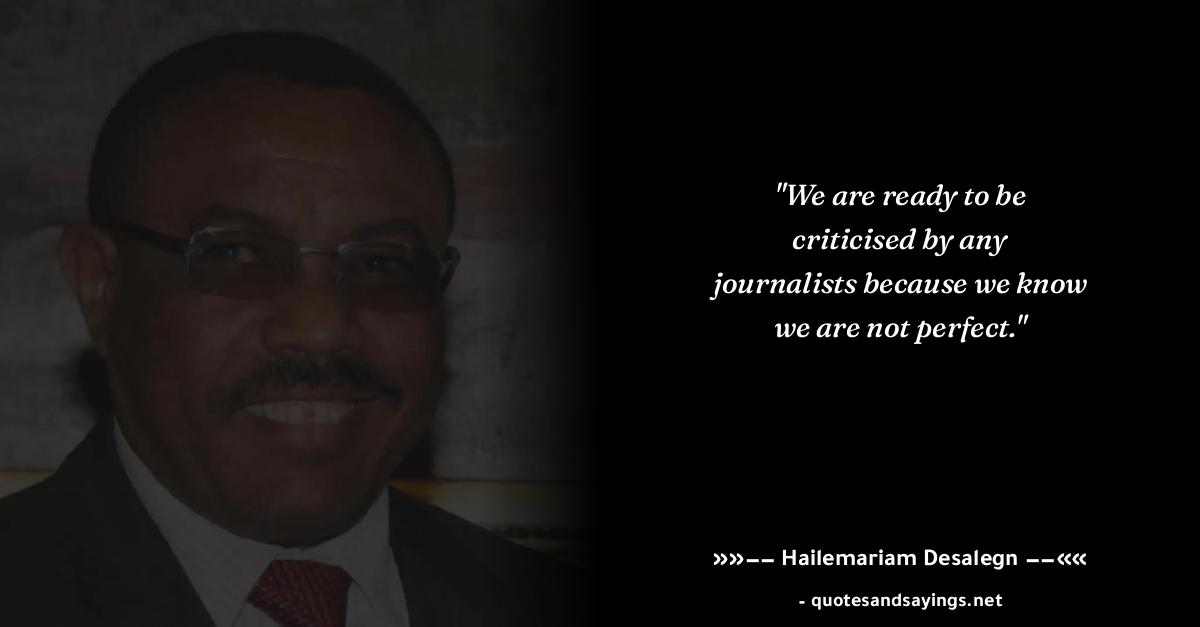 "We are ready to be
criticised by any
journalists because we know
we are not perfect."
»»−− Hailemariam Desalegn −−««
- quotesandsayings.net